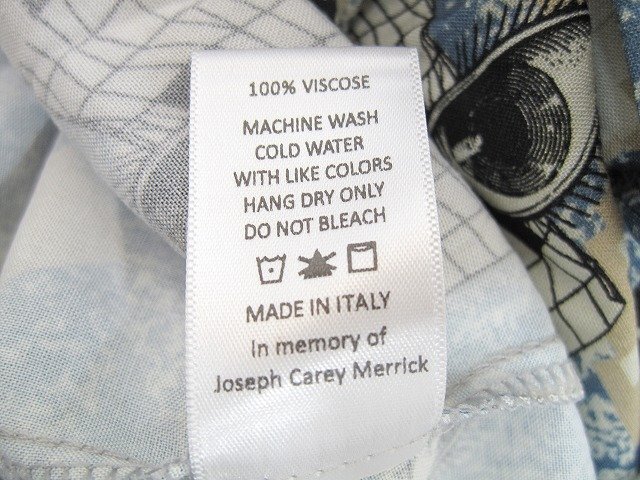 100% VISCOSE
MACHINE WASH
COLD WATER
WITH LIKE COLORS
HANG DRY ONLY
DO NOT BLEACH
MADE IN ITALY
In memory of
Joseph Carey Merrick